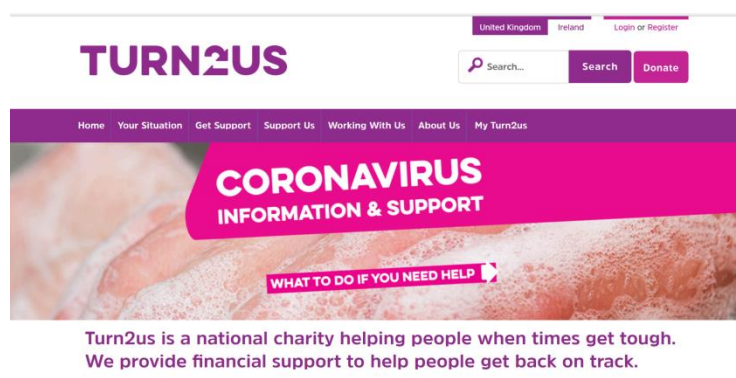 United Kingdom Ireland Login or Register
TURN2US
Search... Search Donate
Home Your Situation Get Support Support Us Working With Us About Us My Turn2us
CORONAVIRUS
INFORMATION & SUPPORT
WHAT TO DO IF YOU NEED HELP
Turn2us is a national charity helping people when times get tough.
We provide financial support to help people get back on track.